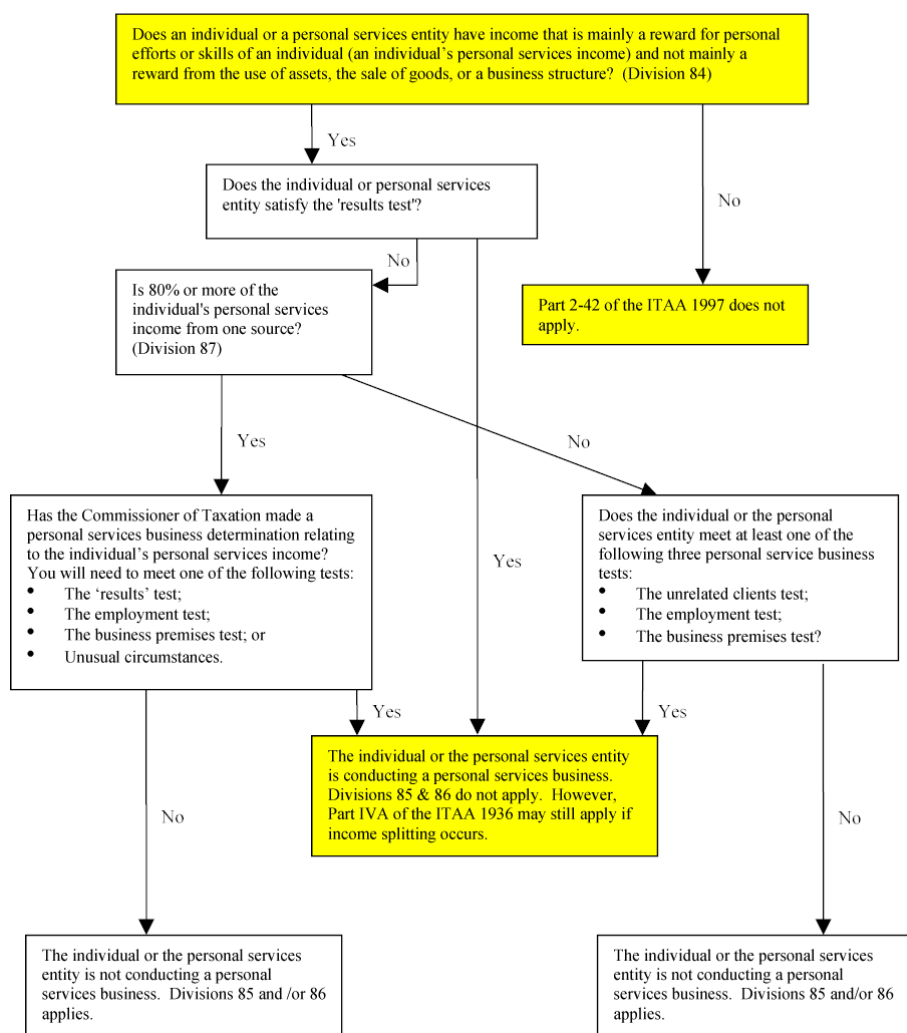 Does an individual or a personal services entity have income that is mainly a reward for personal
efforts or skills of an individual (an individual’s personal services income) and not mainly a
reward from the use of assets, the sale of goods, or a business structure?  (Division 84)
Yes
No
Does the individual or personal services
entity satisfy the 'results test'?
No
Is 80% or more of the
individual's personal services
income from one source?
(Division 87)
Part 2-42 of the ITAA 1997 does not
apply.
Yes
No
Yes
Has the Commissioner of Taxation made a
personal services business determination relating
to the individual’s personal services income?
You will need to meet one of the following tests:
• The ‘results’ test;
• The employment test;
• The business premises test; or
• Unusual circumstances.
Does the individual or the personal
services entity meet at least one of the
following three personal service business
tests:
• The unrelated clients test;
• The employment test;
• The business premises test?
Yes
Yes
The individual or the personal services entity
is conducting a personal services business.
Divisions 85 & 86 do not apply.  However,
Part IVA of the ITAA 1936 may still apply if
income splitting occurs.
No
No
The individual or the personal services
entity is not conducting a personal
services business.  Divisions 85 and /or 86
applies.
The individual or the personal services
entity is not conducting a personal
services business.  Divisions 85 and/or 86
applies.